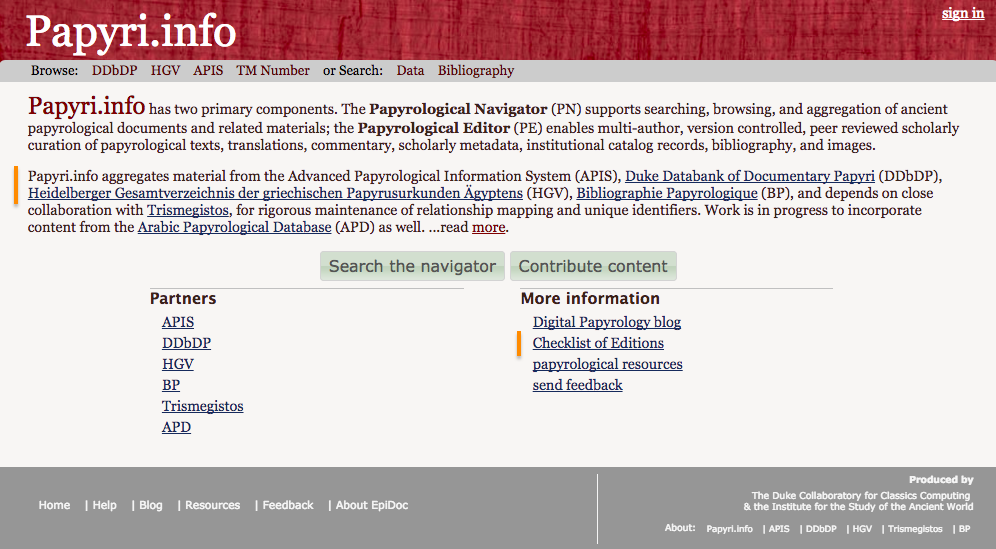 Papyri.info
sign in
Browse: DDbDP HGV APIS TM Number or Search: Data Bibliography
Papyri.info has two primary components. The Papyrological Navigator (PN) supports searching, browsing, and aggregation of ancient
papyrological documents and related materials; the Papyrological Editor (PE) enables multi-author, version controlled, peer reviewed scholarly
curation of papyrological texts, translations, commentary, scholarly metadata, institutional catalog records, bibliography, and images.
Papyri.info aggregates material from the Advanced Papyrological Information System (APIS), Duke Databank of Documentary Papyri (DDbDP),
Heidelberger Gesamtverzeichnis der griechischen Papyrusurkunden Ägyptens (HGV), Bibliographie Papyrologique (BP), and depends on close
collaboration with Trismegistos, for rigorous maintenance of relationship mapping and unique identifiers. Work is in progress to incorporate
content from the Arabic Papyrological Database (APD) as well. ...read more.
Search the navigator Contribute content
Partners
APIS
DDbDP
HGV
BP
Trismegistos
APD
More information
Digital Papyrology blog
Checklist of Editions
papyrological resources
send feedback
Home | Help | Blog | Resources | Feedback | About EpiDoc
Produced by
The Duke Collaboratory for Classics Computing
& the Institute for the Study of the Ancient World
About: Papyri.info | APIS | DDbDP | HGV | Trismegistos | BP